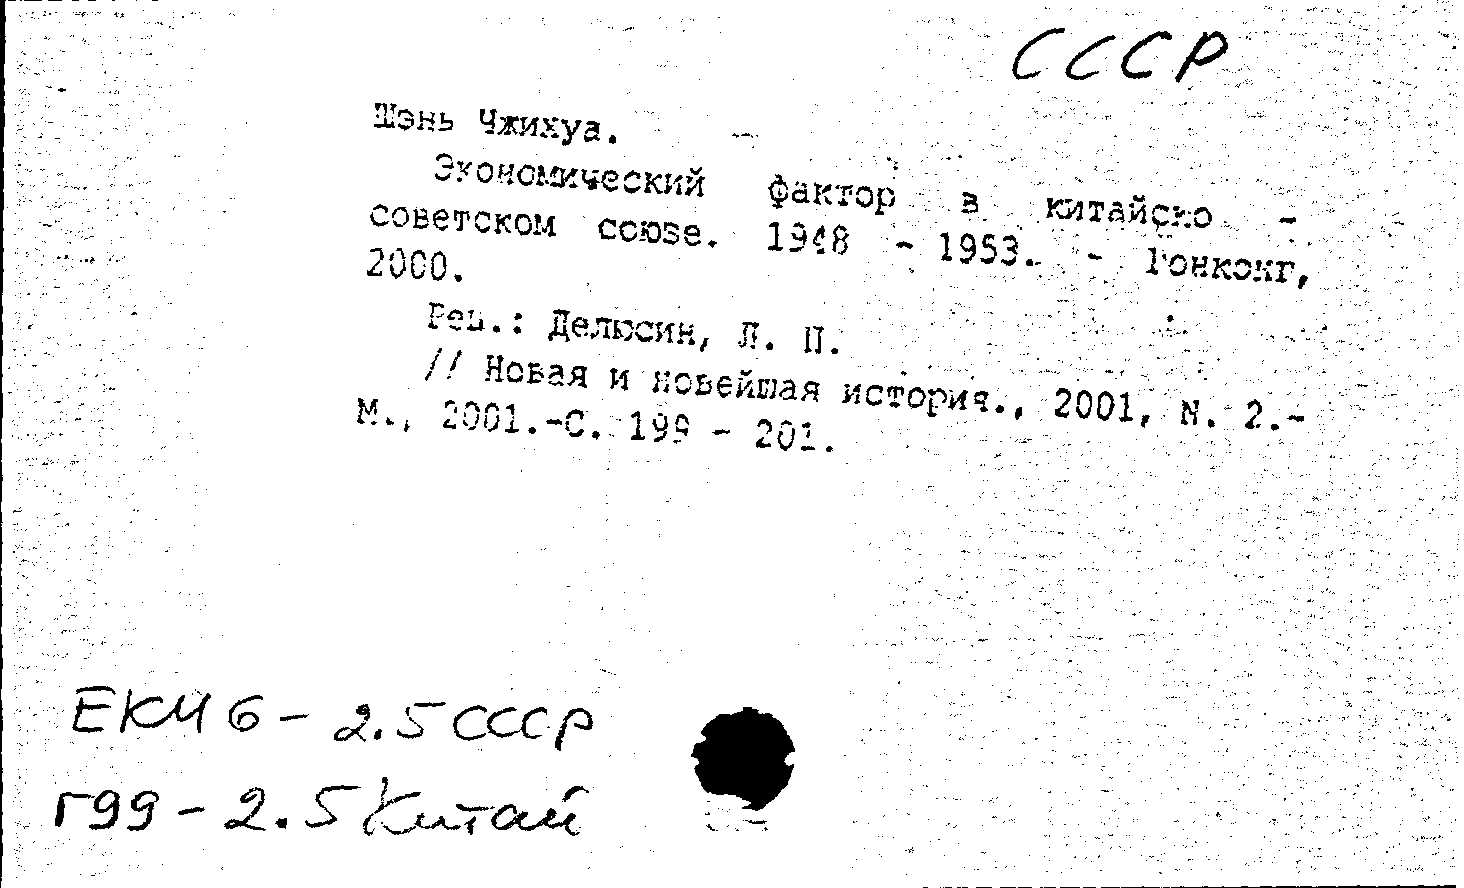 СССР
Шэнь Чжихуа.
Экономический фактор в китайско -
советском союзе. 1948 - 1953. - Гонконг,
2000.
Рец.: Делюсин, Л. П.
// Новая и новейшая история., 2001, N. 2.-
М., 2001.-С. 199 - 201.
ЕКЧ6 - 2.5 СССР
Г99 - 2.5 Китай